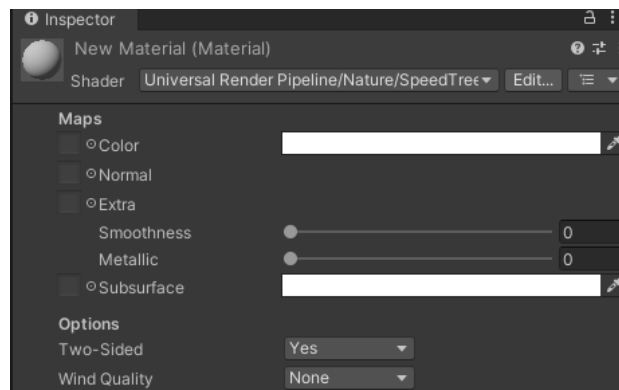 Inspector
New Material (Material)
Shader Universal Render Pipeline/Nature/SpeedTree Edit...
Maps
Color
Normal
Extra
Smoothness 0
Metallic 0
Subsurface
Options
Two-Sided Yes
Wind Quality None